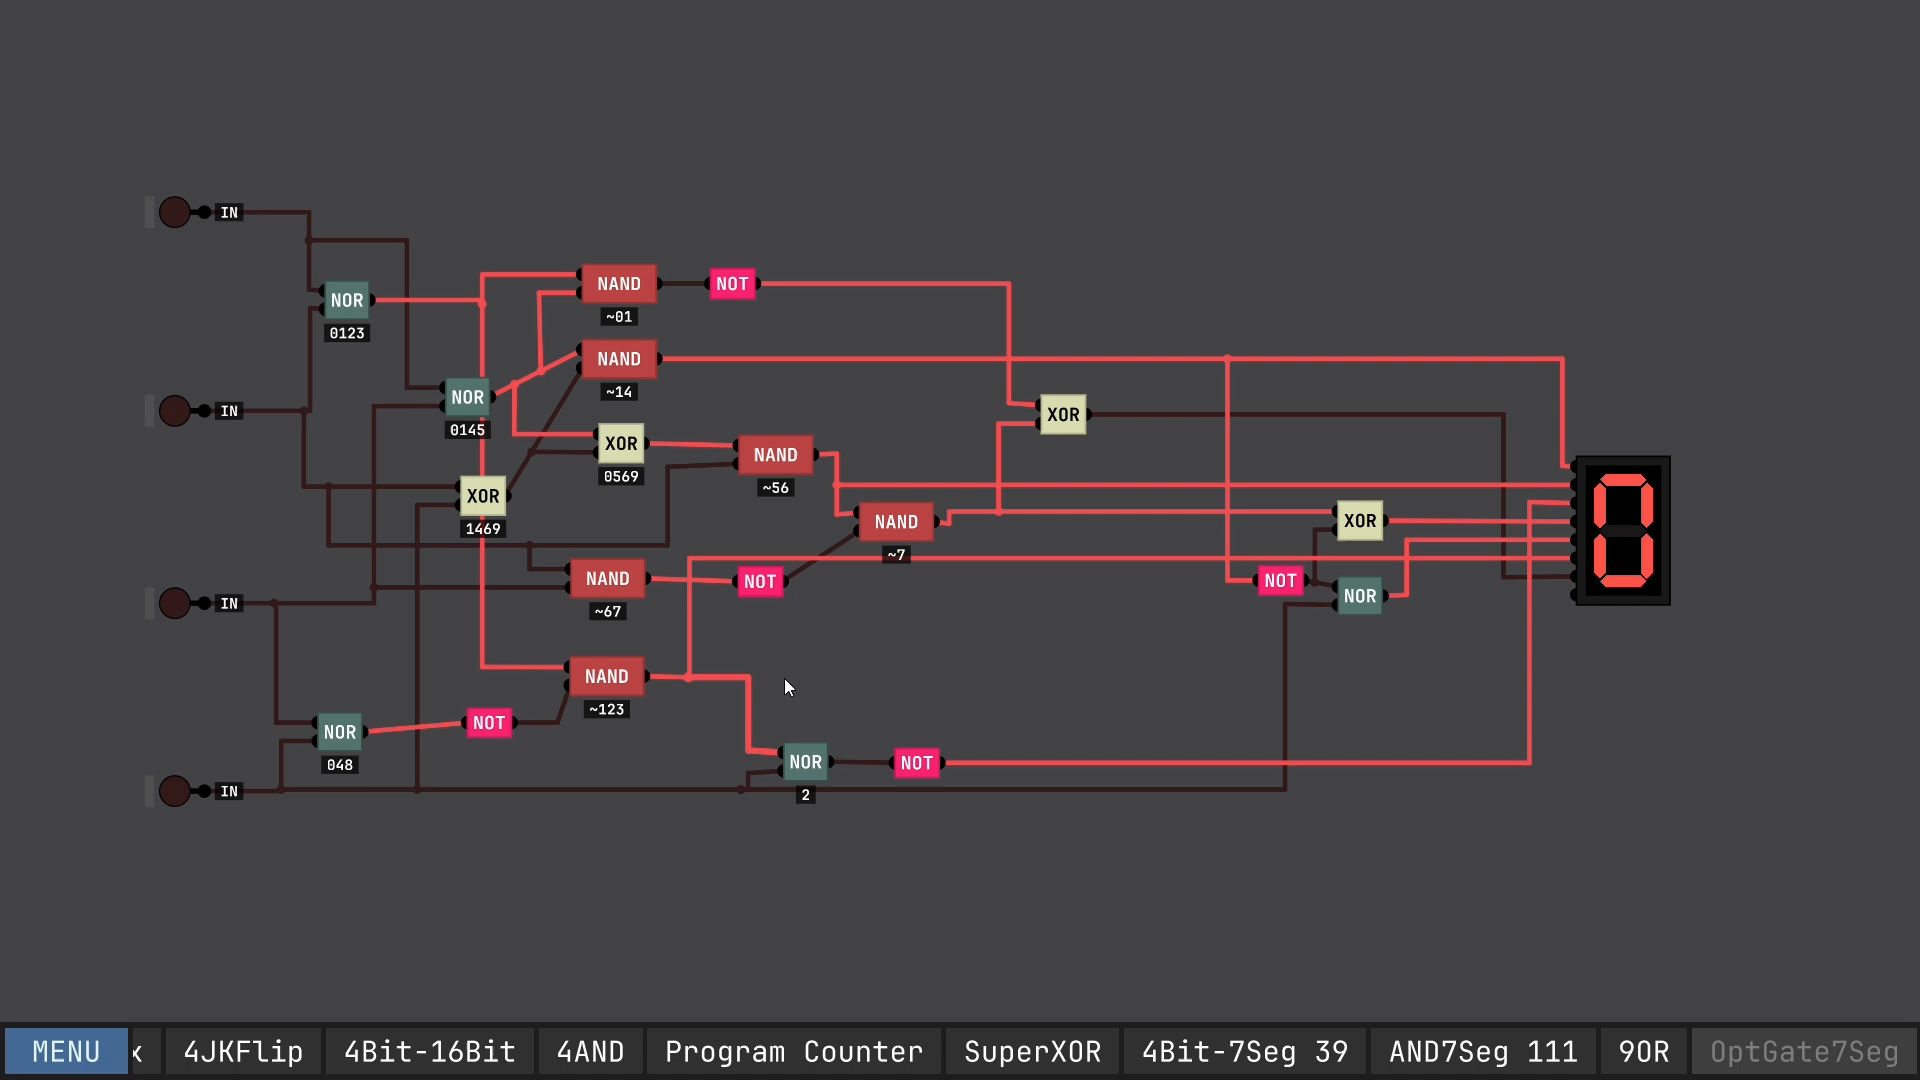 IN
NAND
NOT
NOR
~01
0123
NAND
~14
NOR
IN
XOR
0145
XOR
0569
NAND
~56
XOR
1469
NAND
~7
XOR
NAND
~67
NOT
NOT
NOR
IN
NAND
~123
NOR
048
NOT
NOR
2
NOT
IN
0
MENU
x
4JKFlip
4Bit-16Bit
4AND
Program Counter
SuperXOR
4Bit-7Seg 39
AND7Seg 111
9OR
OptGate7Seg